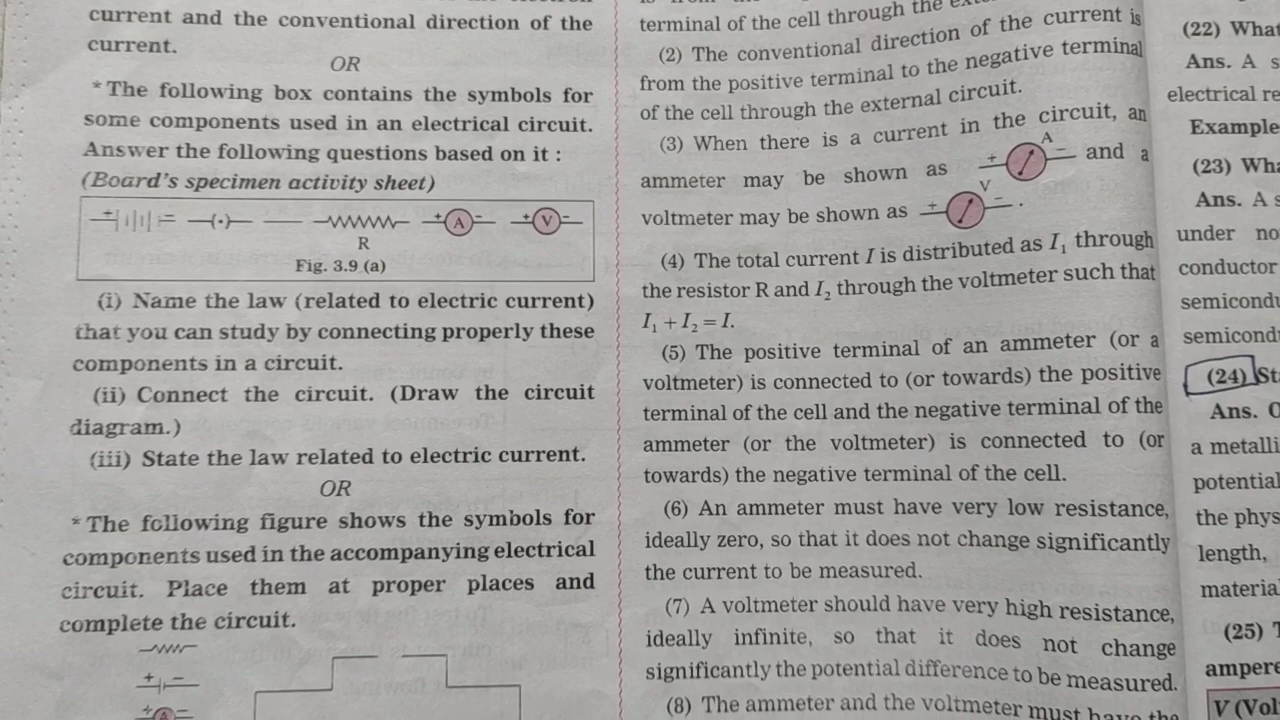 current and the conventional direction of the
current.
OR
*The following box contains the symbols for
some components used in an electrical circuit.
Answer the following questions based on it :
(Board's specimen activity sheet)
+ = + A - + V -
R
Fig. 3.9 (a)
(i) Name the law (related to electric current)
that you can study by connecting properly these
components in a circuit.
(ii) Connect the circuit. (Draw the circuit
diagram.)
(iii) State the law related to electric current.
OR
*The following figure shows the symbols for
components used in the accompanying electrical
circuit. Place them at proper places and
complete the circuit.
+ -
+ A -
terminal of the cell through the
(2) The conventional direction of the current is
from the positive terminal to the negative terminal
of the cell through the external circuit.
(3) When there is a current in the circuit, an
ammeter may be shown as + A - and a
voltmeter may be shown as + V - .
(4) The total current I is distributed as I₁ through
the resistor R and I₂ through the voltmeter such that
I₁ + I₂ = I.
(5) The positive terminal of an ammeter (or a
voltmeter) is connected to (or towards) the positive
terminal of the cell and the negative terminal of the
ammeter (or the voltmeter) is connected to (or
towards) the negative terminal of the cell.
(6) An ammeter must have very low resistance,
ideally zero, so that it does not change significantly
the current to be measured.
(7) A voltmeter should have very high resistance,
ideally infinite, so that it does not change
significantly the potential difference to be measured.
(8) The ammeter and the voltmeter must have the
(22) What
Ans. A s
electrical re
Example
(23) Wha
Ans. A s
under no
conductor
semicondu
semicond
(24) St
Ans. O
a metalli
potential
the phys
length,
materia
(25) T
ampere
V (Vol